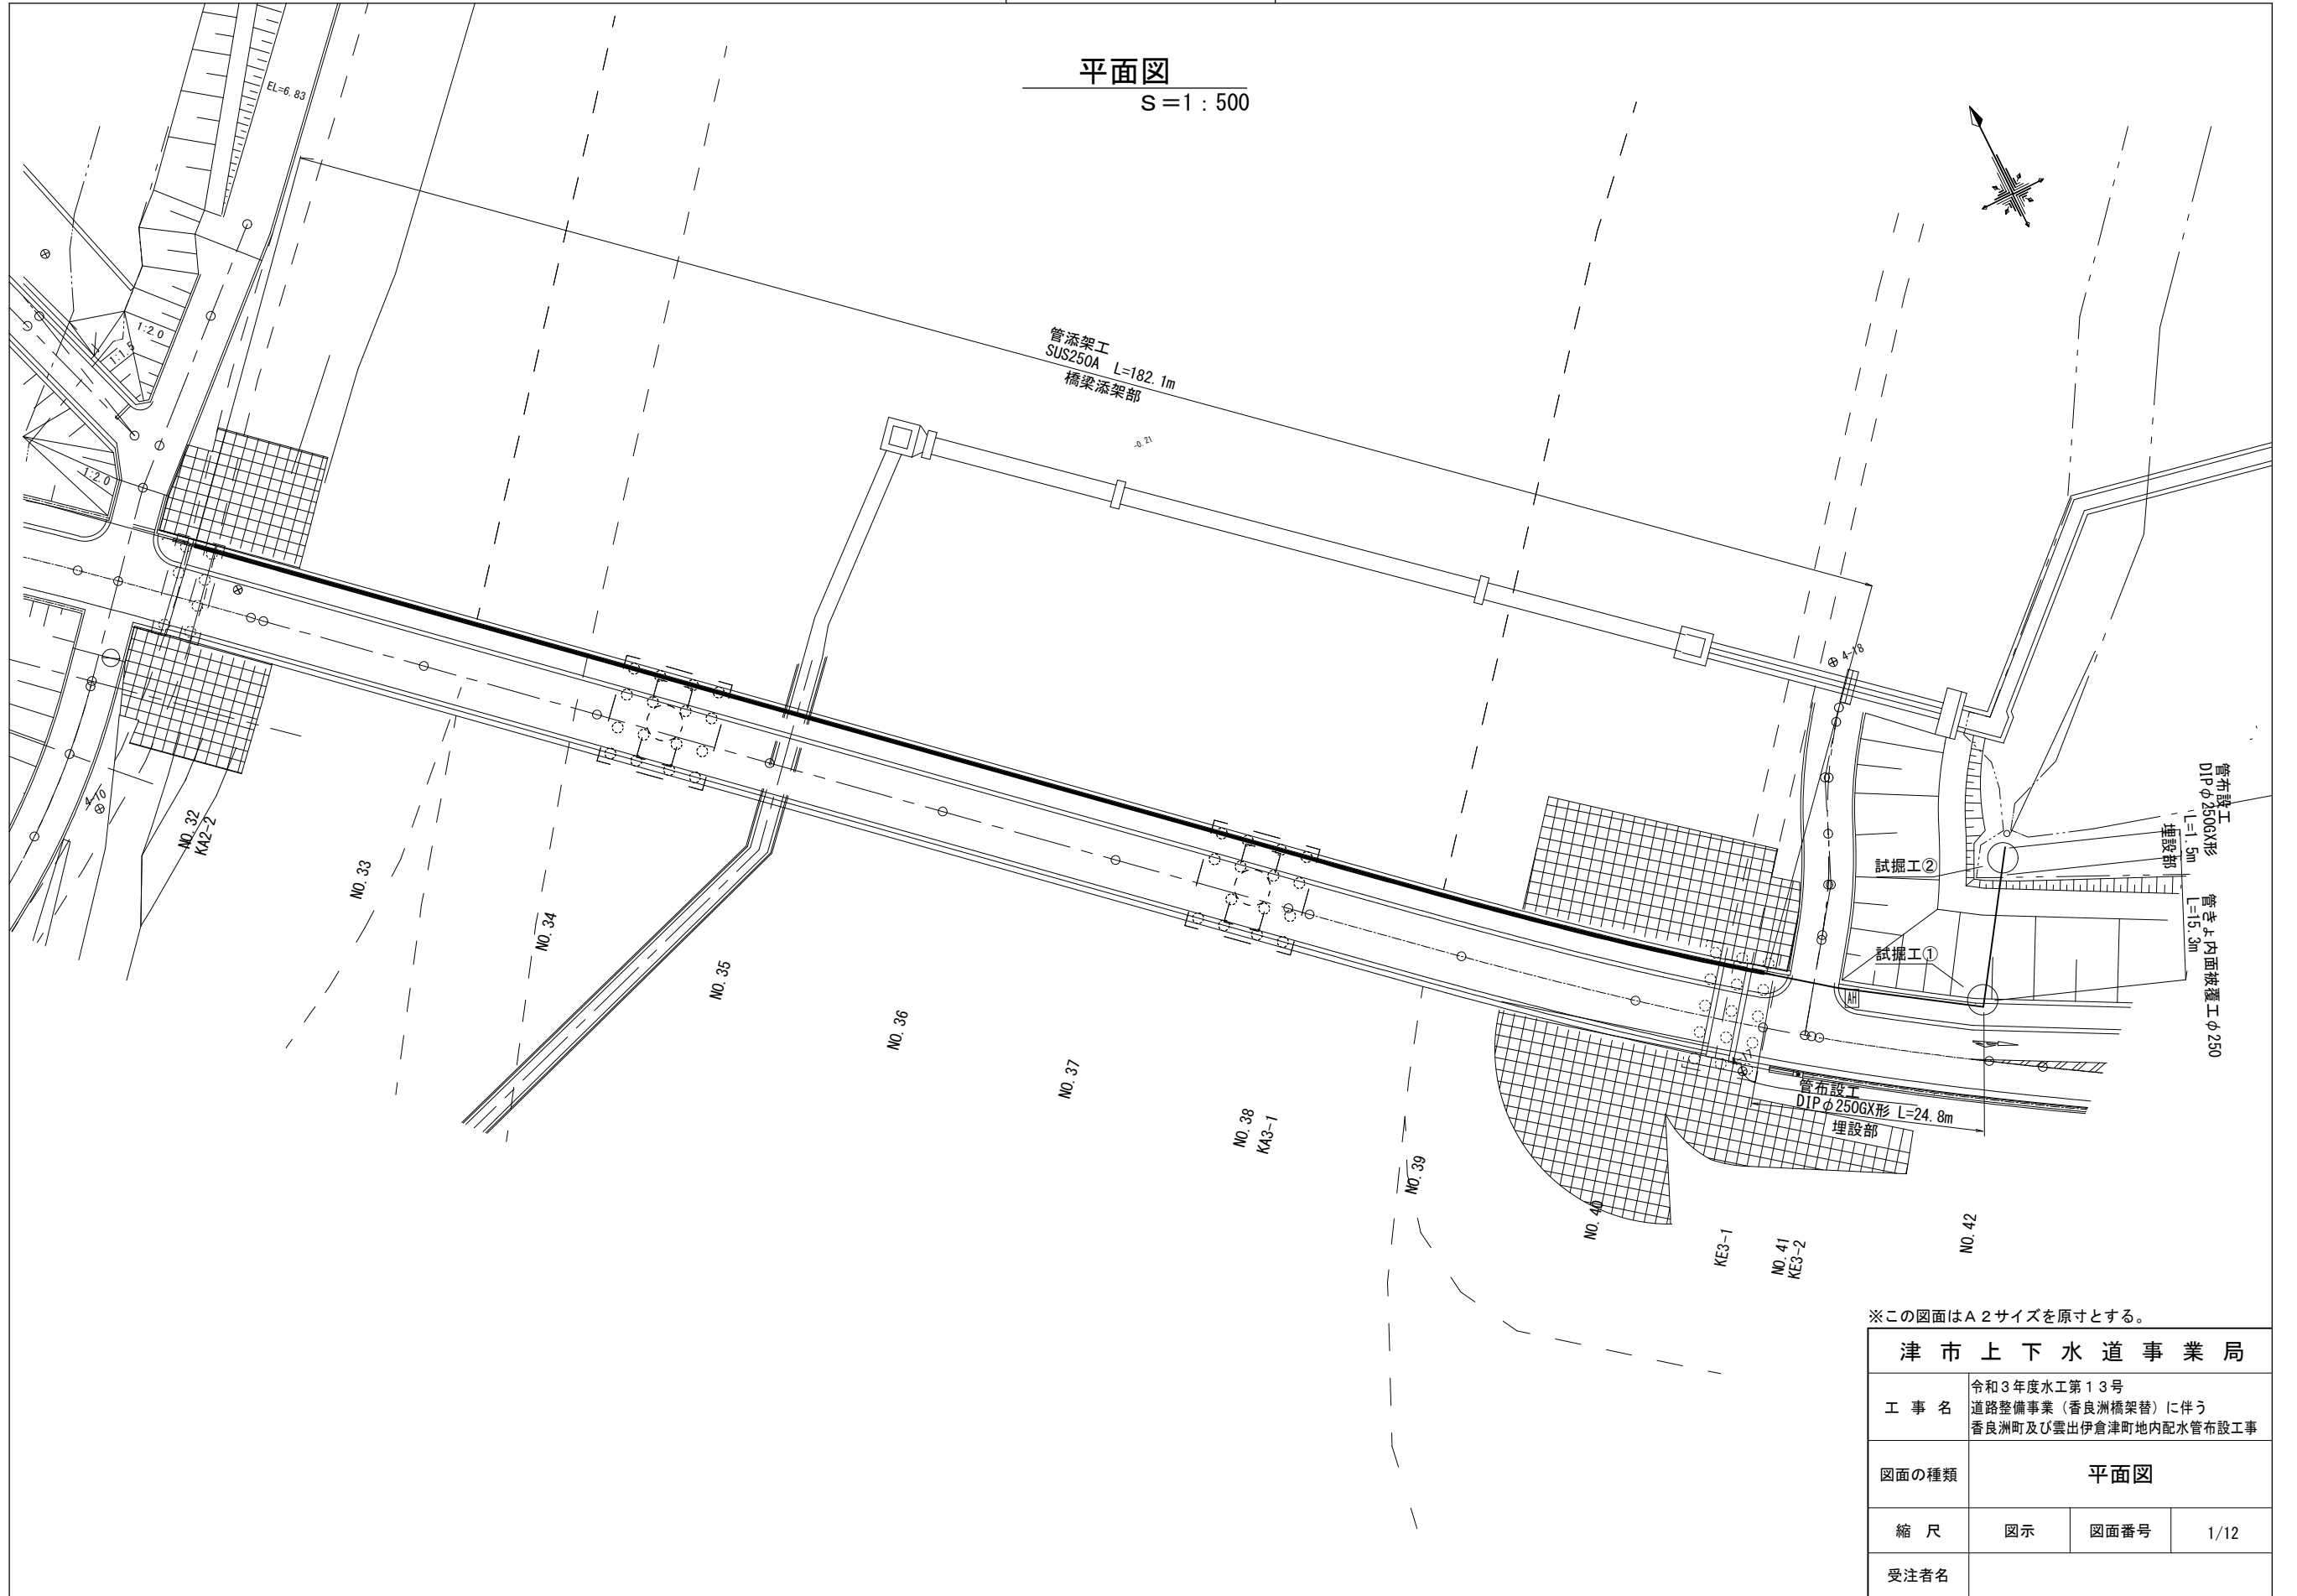 平面図
S＝1：500
EL=6.83
1:2.0
1:1.5
1:2.0
管添架工
SUS250A L=182.1m
橋梁添架部
-0.21
4-18
4-10
NO.32
KA2-2
NO.33
NO.34
NO.35
NO.36
NO.37
NO.38
KA3-1
NO.39
NO.40
KE3-1
NO.41
KE3-2
NO.42
管布設工
DIPφ250GX形
L=1.5m
埋設部
管きょ内面被覆工φ250
L=15.3m
試掘工②
試掘工①
AH
管布設工
DIPφ250GX形 L=24.8m
埋設部
※この図面はA２サイズを原寸とする。
津市上下水道事業局
工事名
令和３年度水工第１３号
道路整備事業（香良洲橋架替）に伴う
香良洲町及び雲出伊倉津町地内配水管布設工事
図面の種類 平面図
縮尺 図示 図面番号 1/12
受注者名